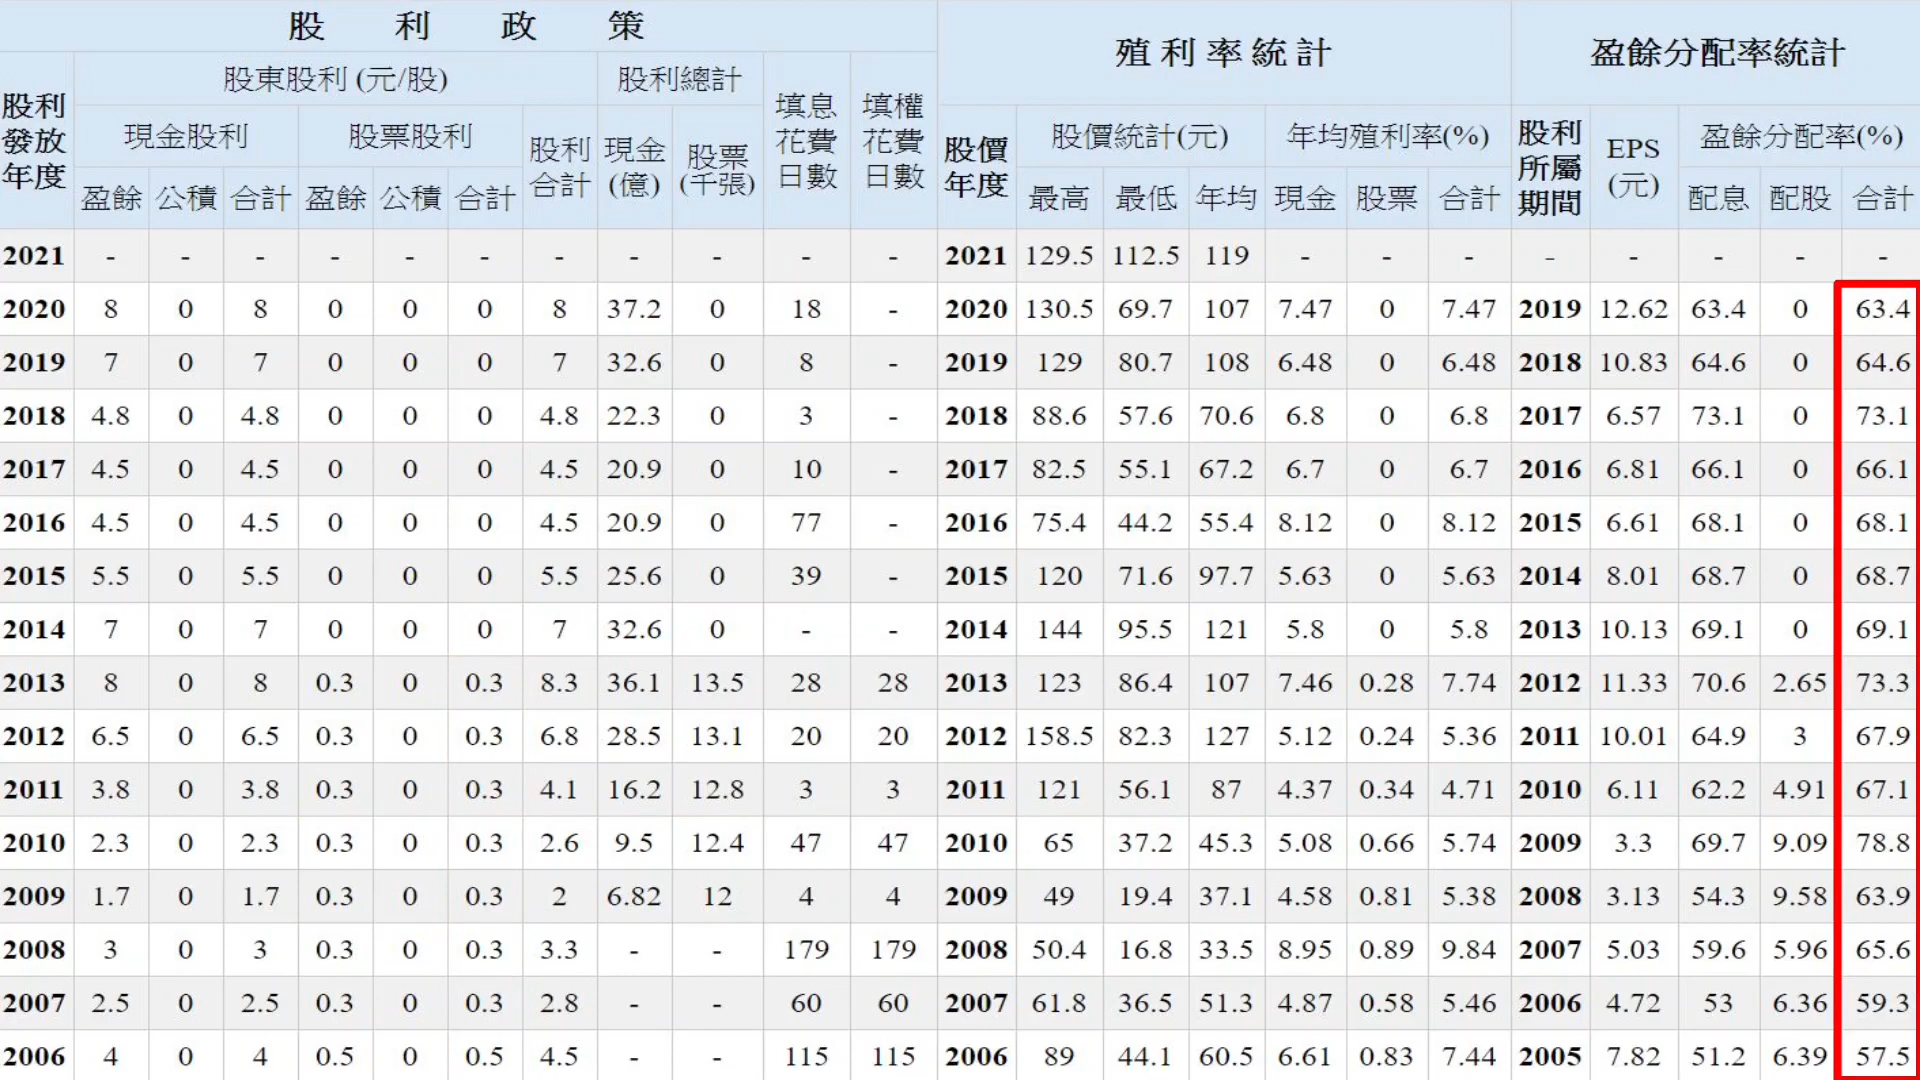 股 利 政 策 殖 利 率 統 計 盈餘分配率統計
股利發放年度 股東股利 (元/股) 股利總計 填息花費日數 填權花費日數 股價年度 股價統計(元) 年均殖利率(%) 股利所屬期間 EPS(元) 盈餘分配率(%)
現金股利 股票股利 股利合計 現金(億) 股票(千張)
盈餘 公積 合計 盈餘 公積 合計 最高 最低 年均 現金 股票 合計 配息 配股 合計
2021 - - - - - - - - - - - 2021 129.5 112.5 119 - - - - - - - -
2020 8 0 8 0 0 0 8 37.2 0 18 - 2020 130.5 69.7 107 7.47 0 7.47 2019 12.62 63.4 0 63.4
2019 7 0 7 0 0 0 7 32.6 0 8 - 2019 129 80.7 108 6.48 0 6.48 2018 10.83 64.6 0 64.6
2018 4.8 0 4.8 0 0 0 4.8 22.3 0 3 - 2018 88.6 57.6 70.6 6.8 0 6.8 2017 6.57 73.1 0 73.1
2017 4.5 0 4.5 0 0 0 4.5 20.9 0 10 - 2017 82.5 55.1 67.2 6.7 0 6.7 2016 6.81 66.1 0 66.1
2016 4.5 0 4.5 0 0 0 4.5 20.9 0 77 - 2016 75.4 44.2 55.4 8.12 0 8.12 2015 6.61 68.1 0 68.1
2015 5.5 0 5.5 0 0 0 5.5 25.6 0 39 - 2015 120 71.6 97.7 5.63 0 5.63 2014 8.01 68.7 0 68.7
2014 7 0 7 0 0 0 7 32.6 0 - - 2014 144 95.5 121 5.8 0 5.8 2013 10.13 69.1 0 69.1
2013 8 0 8 0.3 0 0.3 8.3 36.1 13.5 28 28 2013 123 86.4 107 7.46 0.28 7.74 2012 11.33 70.6 2.65 73.3
2012 6.5 0 6.5 0.3 0 0.3 6.8 28.5 13.1 20 20 2012 158.5 82.3 127 5.12 0.24 5.36 2011 10.01 64.9 3 67.9
2011 3.8 0 3.8 0.3 0 0.3 4.1 16.2 12.8 3 3 2011 121 56.1 87 4.37 0.34 4.71 2010 6.11 62.2 4.91 67.1
2010 2.3 0 2.3 0.3 0 0.3 2.6 9.5 12.4 47 47 2010 65 37.2 45.3 5.08 0.66 5.74 2009 3.3 69.7 9.09 78.8
2009 1.7 0 1.7 0.3 0 0.3 2 6.82 12 4 4 2009 49 19.4 37.1 4.58 0.81 5.38 2008 3.13 54.3 9.58 63.9
2008 3 0 3 0.3 0 0.3 3.3 - - 179 179 2008 50.4 16.8 33.5 8.95 0.89 9.84 2007 5.03 59.6 5.96 65.6
2007 2.5 0 2.5 0.3 0 0.3 2.8 - - 60 60 2007 61.8 36.5 51.3 4.87 0.58 5.46 2006 4.72 53 6.36 59.3
2006 4 0 4 0.5 0 0.5 4.5 - - 115 115 2006 89 44.1 60.5 6.61 0.83 7.44 2005 7.82 51.2 6.39 57.5